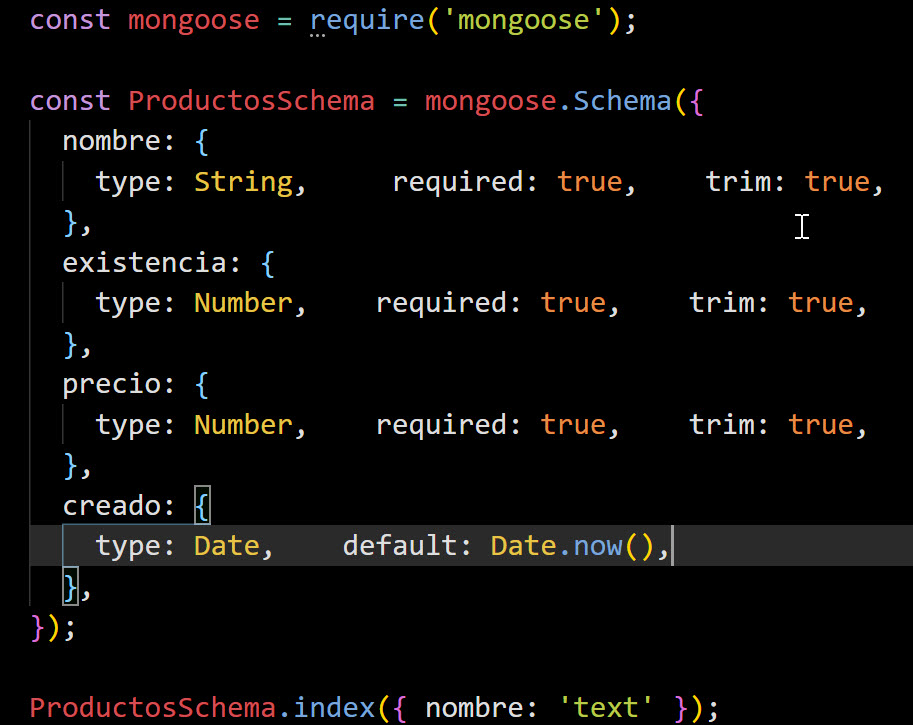 const mongoose = require('mongoose');
const ProductosSchema = mongoose.Schema({
nombre: {
type: String, required: true, trim: true,
},
existencia: {
type: Number, required: true, trim: true,
},
precio: {
type: Number, required: true, trim: true,
},
creado: {
type: Date, default: Date.now(),
},
});
ProductosSchema.index({ nombre: 'text' });